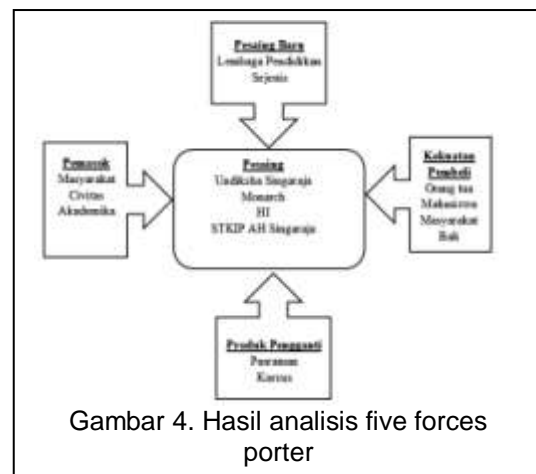 Pesaing Baru
Lembaga Pendidikan
Sejenis
Pemasok
Masyarakat
Civitas
Akademika
Pesaing
Undiksha Singaraja
Monarch
HI
STKIP AH Singaraja
Kekuatan
Pembeli
Orang tua
Mahasiswa
Masyarakat
Bali
Produk Pengganti
Pasraman
Kursus
Gambar 4. Hasil analisis five forces
porter